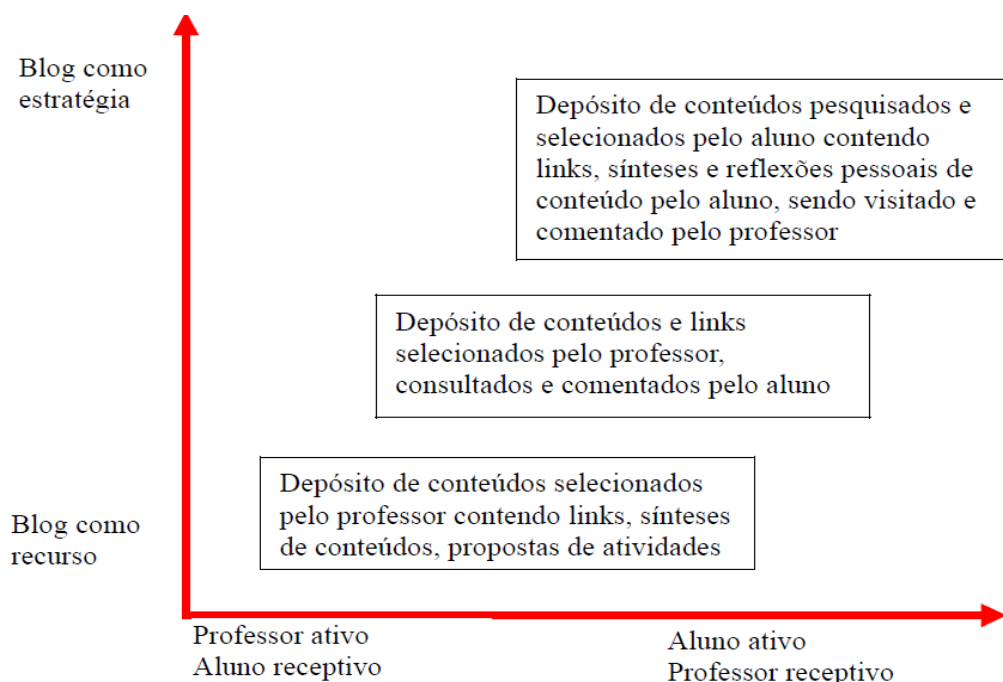 Blog como
estratégia
Depósito de conteúdos pesquisados e
selecionados pelo aluno contendo
links, sínteses e reflexões pessoais de
conteúdo pelo aluno, sendo visitado e
comentado pelo professor
Depósito de conteúdos e links
selecionados pelo professor,
consultados e comentados pelo aluno
Depósito de conteúdos selecionados
pelo professor contendo links, sínteses
de conteúdos, propostas de atividades
Blog como
recurso
Professor ativo
Aluno receptivo
Aluno ativo
Professor receptivo